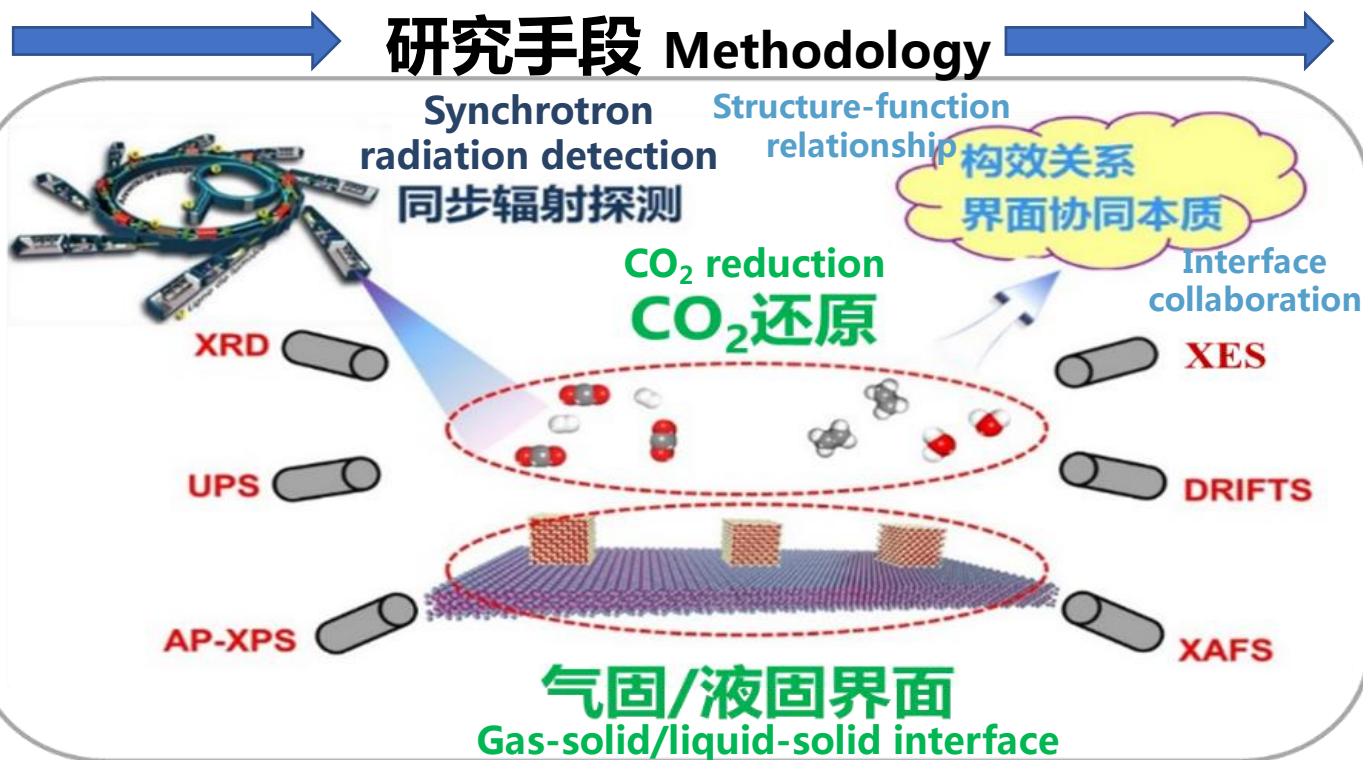 研究手段 Methodology
Synchrotron
radiation detection
同步辐射探测
Structure-function
relationship
构效关系
界面协同本质
Interface
collaboration
CO₂ reduction
CO₂还原
XRD
XES
UPS
DRIFTS
AP-XPS
XAFS
气固/液固界面
Gas-solid/liquid-solid interface